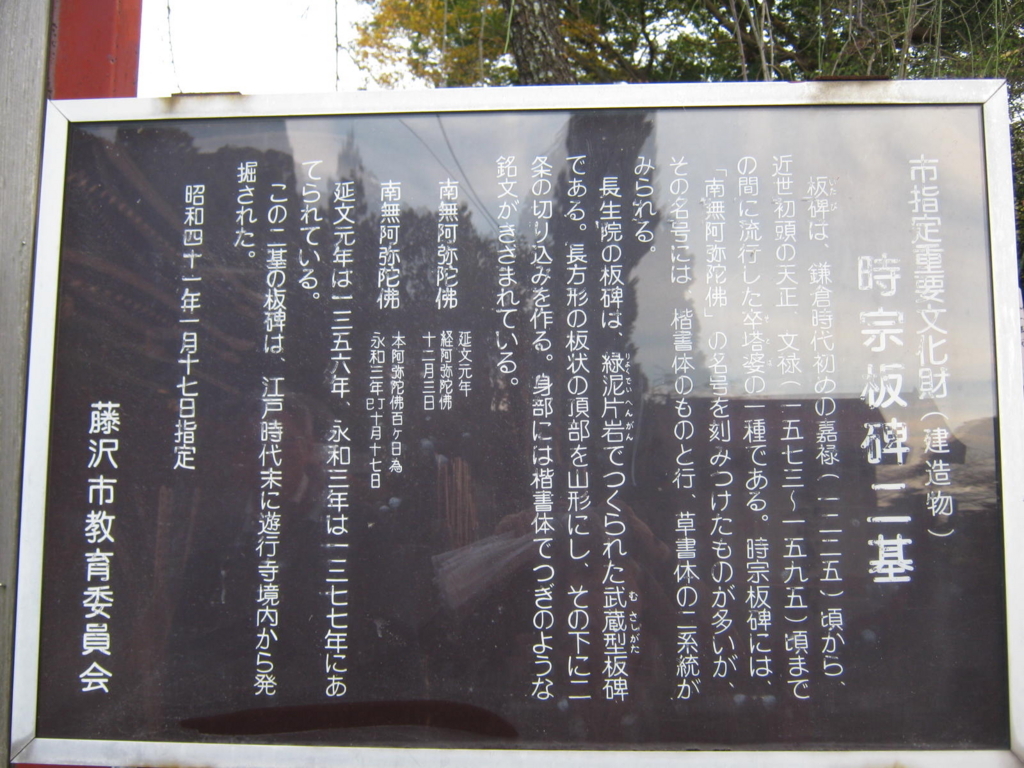 市指定重要文化財(建造物)
時宗板碑二基
板碑は、鎌倉時代初めの嘉禄(一二二五)頃から、
近世初頭の天正、文禄(一五七三〜一五九五)頃まで
の間に流行した卒塔婆の一種である。時宗板碑には、
「南無阿弥陀佛」の名号を刻みつけたものが多いが、
その名号には 楷書体のものと行、草書体の二系統が
みられる。
長生院の板碑は、緑泥片岩でつくられた武蔵型板碑
である。長方形の板状の頂部を山形にし、その下に二
条の切り込みを作る。身部には楷書体でつぎのような
銘文がきざまれている。
南無阿弥陀佛
延文元年
経阿弥陀佛
十二月三日
南無阿弥陀佛
本阿弥陀佛百ヶ日為
永和三年丁巳十月十七日
延文元年は一三五六年、永和三年は一三七七年にあ
てられている。
この二基の板碑は、江戸時代末に遊行寺境内から発
掘された。
昭和四十一年一月十七日指定
藤沢市教育委員会